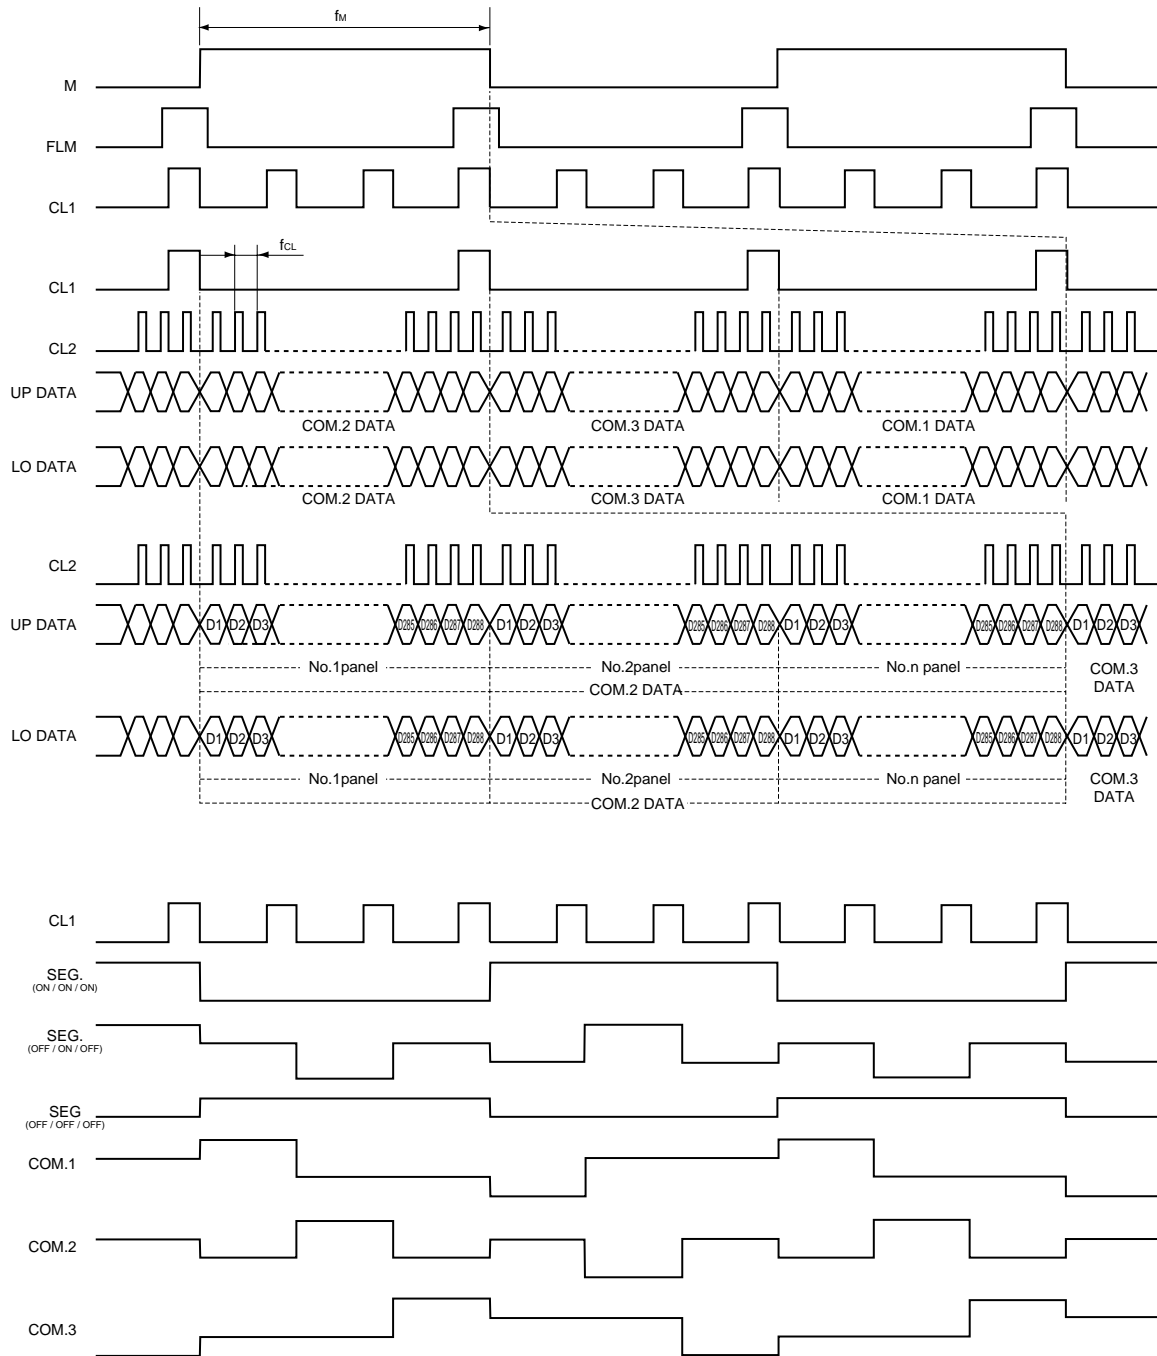 fM
M
FLM
CL1
fCL
CL1
CL2
UP DATA
COM.2 DATA COM.3 DATA COM.1 DATA
LO DATA
COM.2 DATA COM.3 DATA COM.1 DATA
CL2
UP DATA D1 D2 D3 D285 D286 D287 D288 D1 D2 D3 D285 D286 D287 D288 D1 D2 D3 D285 D286 D287 D288 D1 D2 D3
No.1panel No.2panel No.n panel COM.3
COM.2 DATA DATA
LO DATA D1 D2 D3 D285 D286 D287 D288 D1 D2 D3 D285 D286 D287 D288 D1 D2 D3 D285 D286 D287 D288 D1 D2 D3
No.1panel No.2panel No.n panel COM.3
COM.2 DATA DATA
CL1
SEG.
(ON / ON / ON)
SEG.
(OFF / ON / OFF)
SEG
(OFF / OFF / OFF)
COM.1
COM.2
COM.3